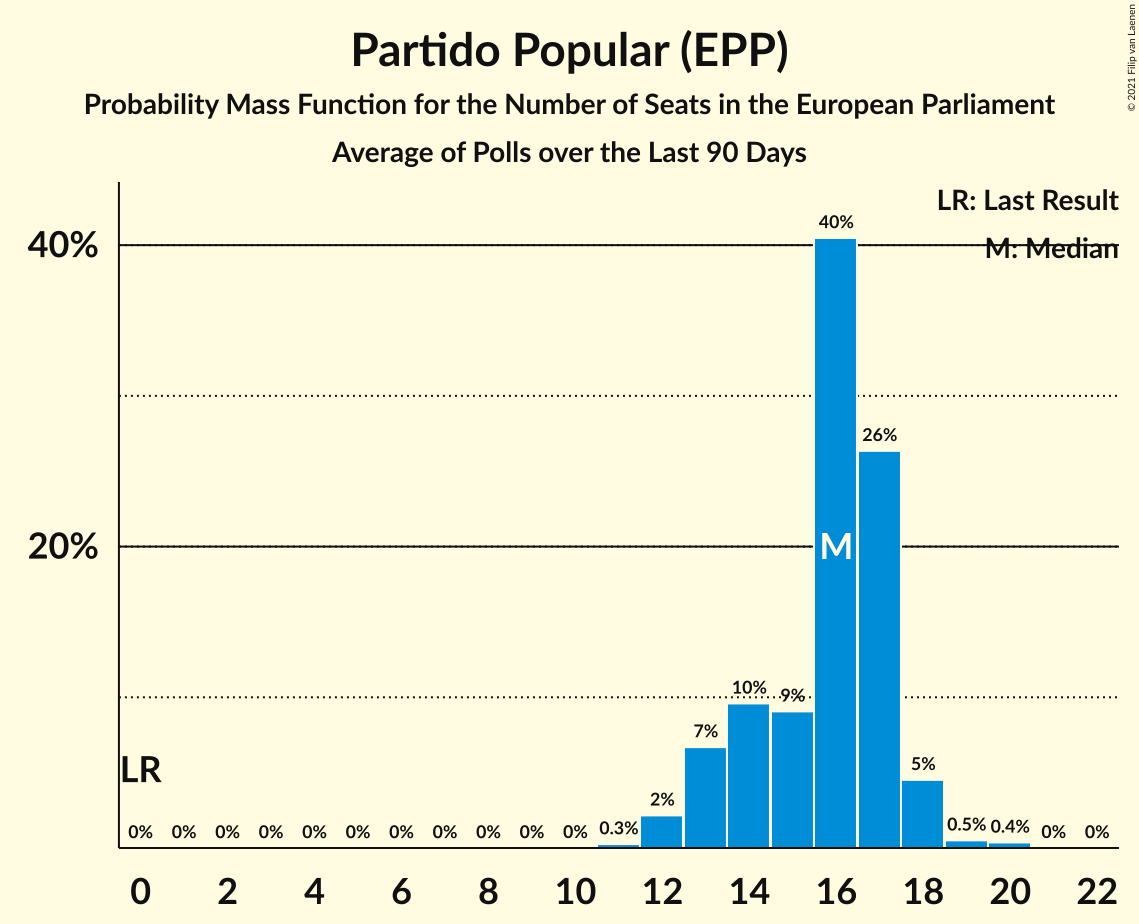 Partido Popular (EPP)
Probability Mass Function for the Number of Seats in the European Parliament
Average of Polls over the Last 90 Days
© 2021 Filip van Laenen
LR: Last Result
M: Median
40%
20%
40%
26%
M
10%
9%
7%
5%
LR
2%
0% 0% 0% 0% 0% 0% 0% 0% 0% 0% 0% 0.3% 0.5% 0.4% 0% 0%
0 2 4 6 8 10 12 14 16 18 20 22